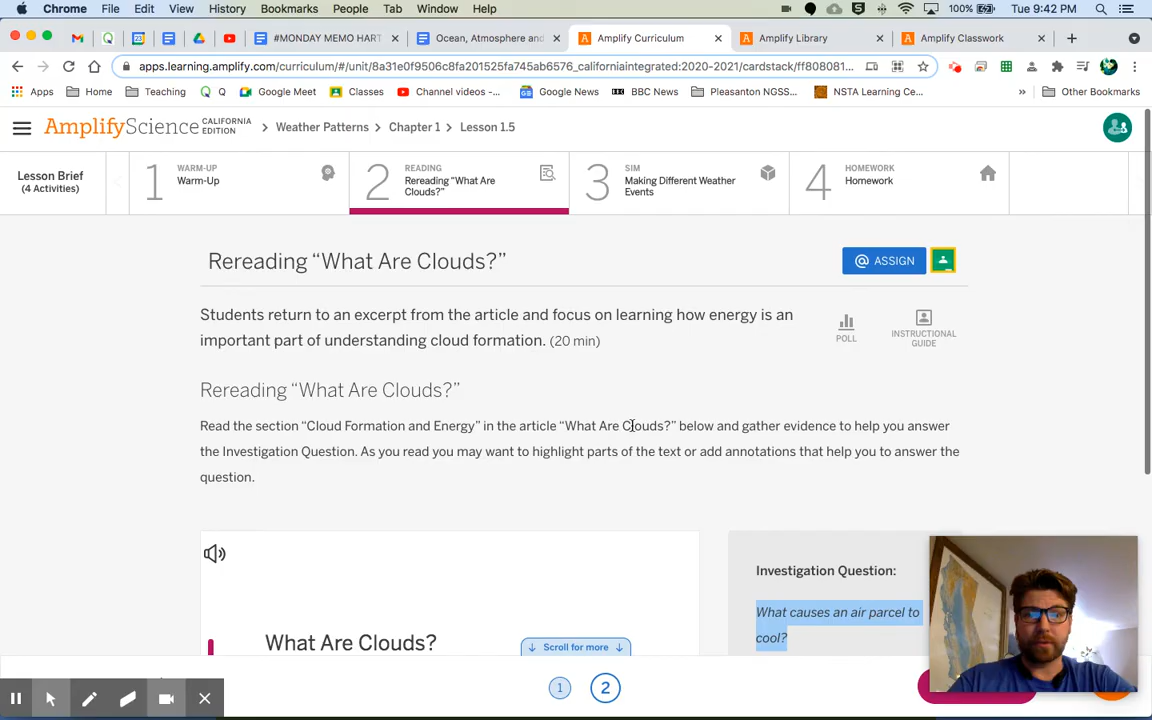 Chrome File Edit View History Bookmarks People Tab Window Help 100% Tue 9:42 PM
#MONDAY MEMO HART Ocean, Atmosphere and Amplify Curriculum Amplify Library Amplify Classwork
apps.learning.amplify.com/curriculum/#/unit/8a31e0f9506c8fa201525fa745ab6576_californiaintegrated:2020-2021/cardstack/ff808081...
Apps Home Teaching Q Google Meet Classes Channel videos -... Google News BBC News Pleasanton NGSS... NSTA Learning Ce... » Other Bookmarks
AmplifyScience CALIFORNIA EDITION > Weather Patterns > Chapter 1 > Lesson 1.5
Lesson Brief
(4 Activities)
1 WARM-UP
Warm-Up
2 READING
Rereading “What Are
Clouds?”
3 SIM
Making Different Weather
Events
4 HOMEWORK
Homework
Rereading “What Are Clouds?”
ASSIGN
Students return to an excerpt from the article and focus on learning how energy is an
important part of understanding cloud formation. (20 min)
POLL
INSTRUCTIONAL
GUIDE
Rereading “What Are Clouds?”
Read the section “Cloud Formation and Energy” in the article “What Are Clouds?” below and gather evidence to help you answer
the Investigation Question. As you read you may want to highlight parts of the text or add annotations that help you to answer the
question.
What Are Clouds?
Scroll for more
Investigation Question:
What causes an air parcel to
cool?
1 2